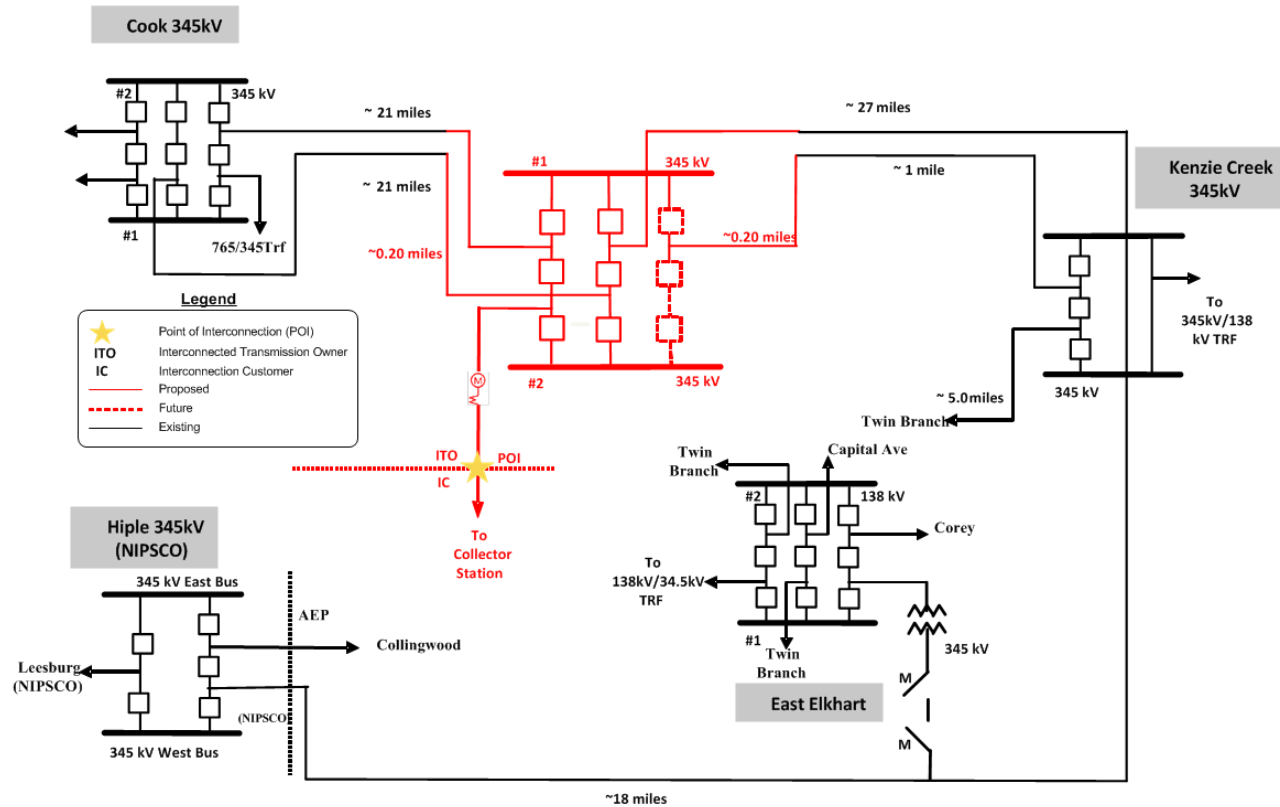 Cook 345kV
#2
345 kV
~ 21 miles
~ 27 miles
#1
345 kV
~ 1 mile
Kenzie Creek
345kV
~ 21 miles
#1
765/345Trf
~0.20 miles
~0.20 miles
Legend
Point of Interconnection (POI)
ITO
Interconnected Transmission Owner
IC
Interconnection Customer
Proposed
Future
Existing
To
345kV/138
kV TRF
M
#2
345 kV
345 kV
~ 5.0miles
Twin Branch
ITO
POI
IC
Twin
Branch
Capital Ave
#2
138 kV
Corey
To
Collector
Station
To
138kV/34.5kV
TRF
#1
Twin
Branch
345 kV
Hiple 345kV
(NIPSCO)
345 kV East Bus
AEP
Collingwood
Leesburg
(NIPSCO)
(NIPSCO)
345 kV West Bus
East Elkhart
M
M
~18 miles